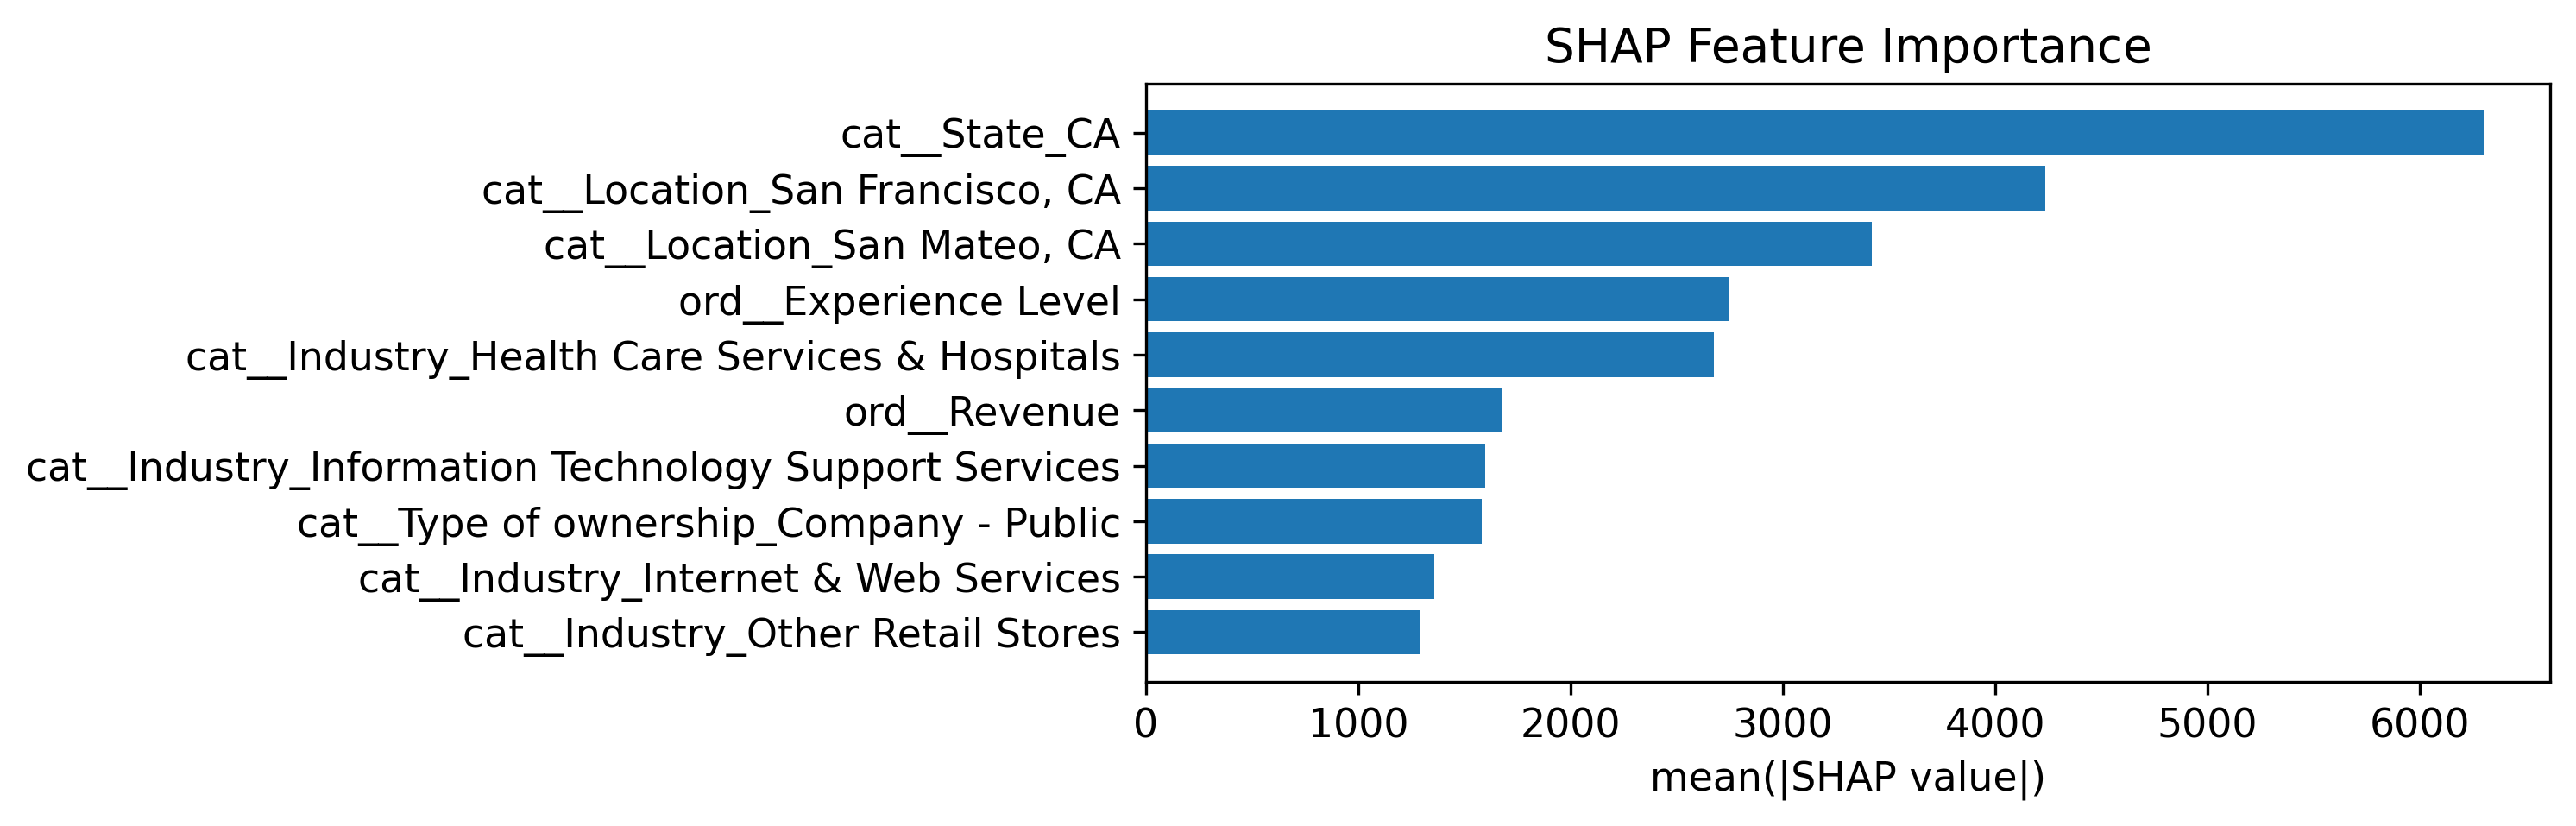 SHAP Feature Importance
cat__State_CA
cat__Location_San Francisco, CA
cat__Location_San Mateo, CA
ord__Experience Level
cat__Industry_Health Care Services & Hospitals
ord__Revenue
cat__Industry_Information Technology Support Services
cat__Type of ownership_Company - Public
cat__Industry_Internet & Web Services
cat__Industry_Other Retail Stores
0 1000 2000 3000 4000 5000 6000
mean(|SHAP value|)